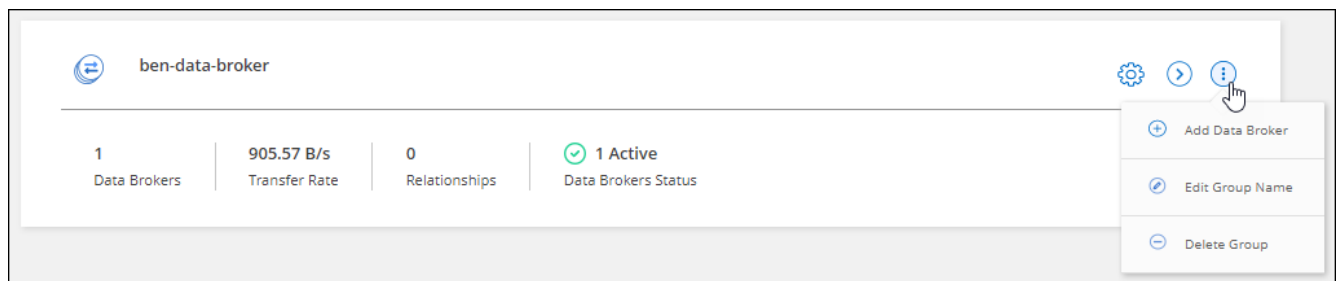 ben-data-broker
1 905.57 B/s 0 1 Active
Data Brokers Transfer Rate Relationships Data Brokers Status
Add Data Broker
Edit Group Name
Delete Group